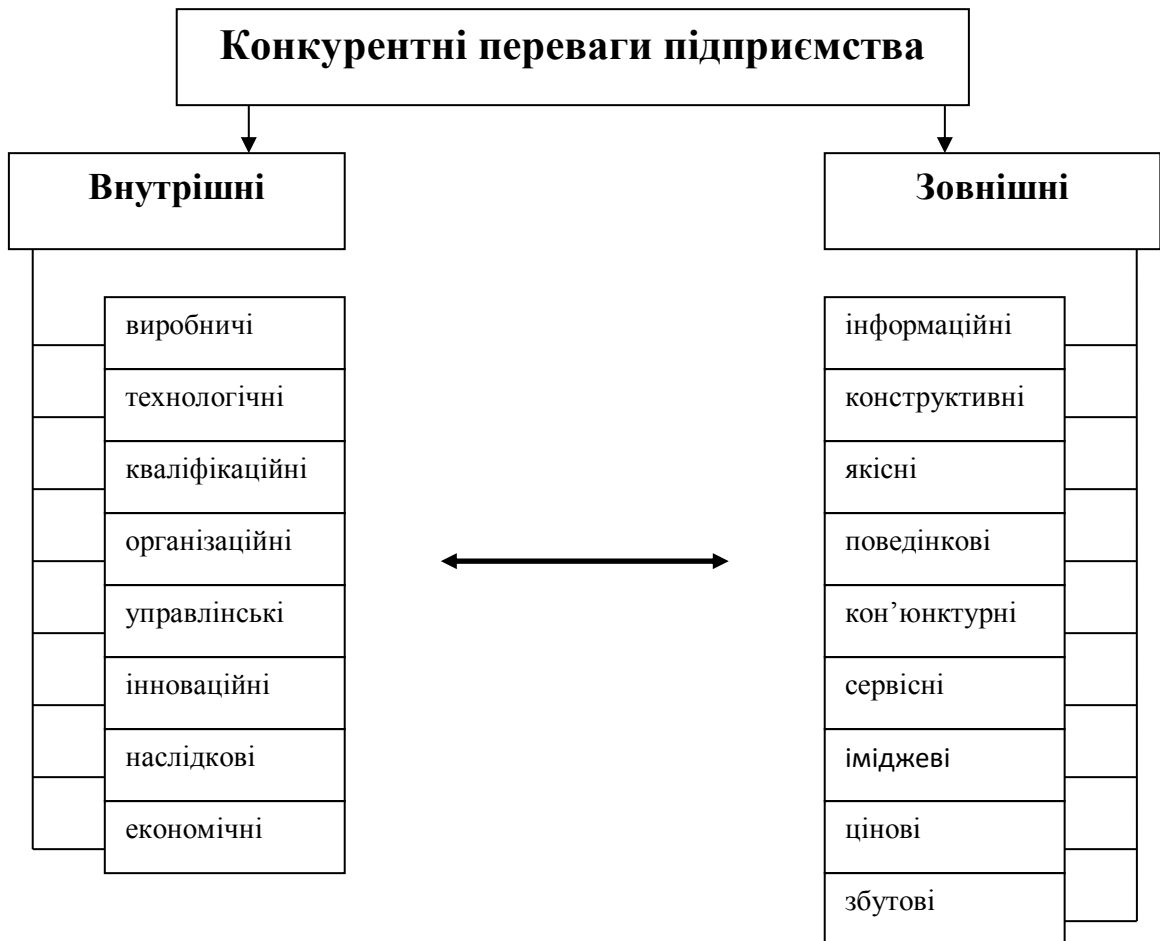 Конкурентні переваги підприємства
Внутрішні
виробничі
технологічні
кваліфікаційні
організаційні
управлінські
інноваційні
наслідкові
економічні
Зовнішні
інформаційні
конструктивні
якісні
поведінкові
кон’юнктурні
сервісні
іміджеві
цінові
збутові